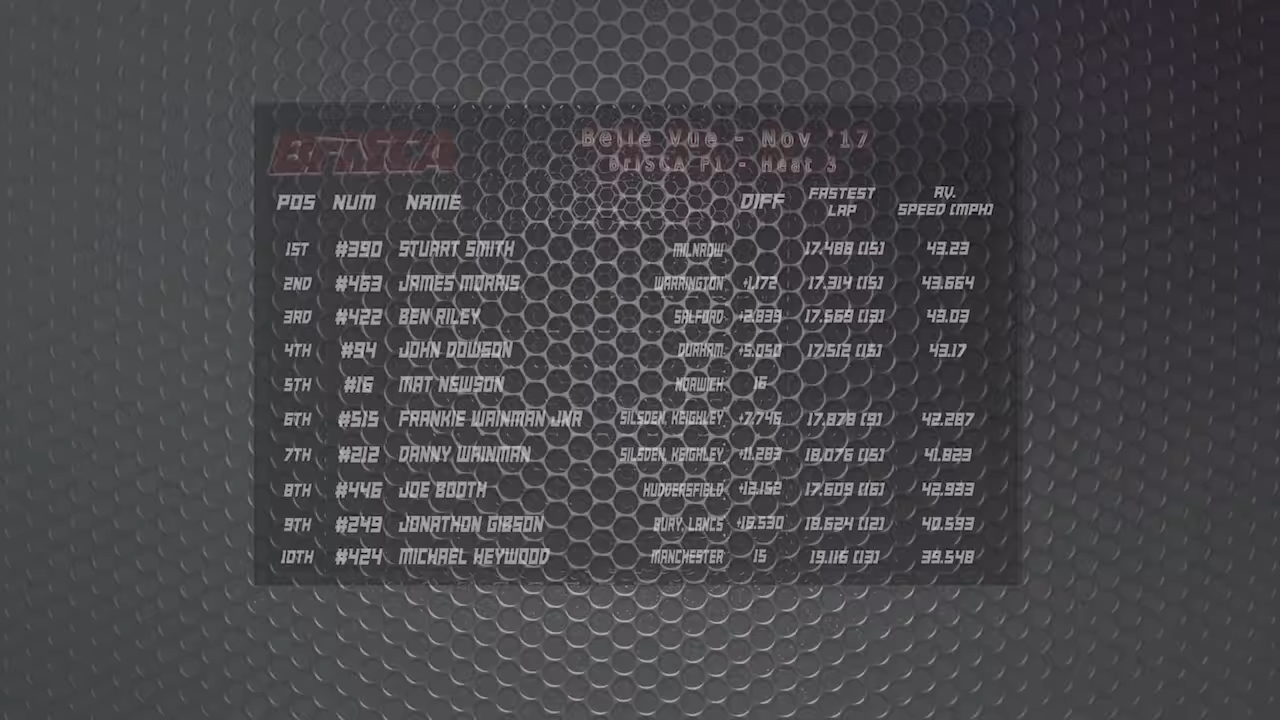 BriSCA
Belle Vue - Nov '17
BriSCA F1 - Heat 3
POS NUM NAME DIFF FASTEST LAP AV. SPEED (MPH)
1ST #390 STUART SMITH MILNROW 17.488 (15) 43.23
2ND #463 JAMES MORRIS WARRINGTON +1.172 17.314 (15) 43.664
3RD #422 BEN RILEY SALFORD +2.839 17.569 (13) 43.03
4TH #94 JOHN DOWSON DURHAM +5.050 17.512 (15) 43.17
5TH #16 MAT NEWSON NORWICH 16
6TH #515 FRANKIE WAINMAN JNR SILSDEN, KEIGHLEY +7.746 17.878 (9) 42.287
7TH #212 DANNY WAINMAN SILSDEN, KEIGHLEY +11.283 18.076 (15) 41.823
8TH #446 JOE BOOTH HUDDERSFIELD +12.152 17.609 (16) 42.933
9TH #249 JONATHON GIBSON BURY, LANCS +18.530 18.624 (12) 40.593
10TH #424 MICHAEL HEYWOOD MANCHESTER 15 19.116 (13) 39.548